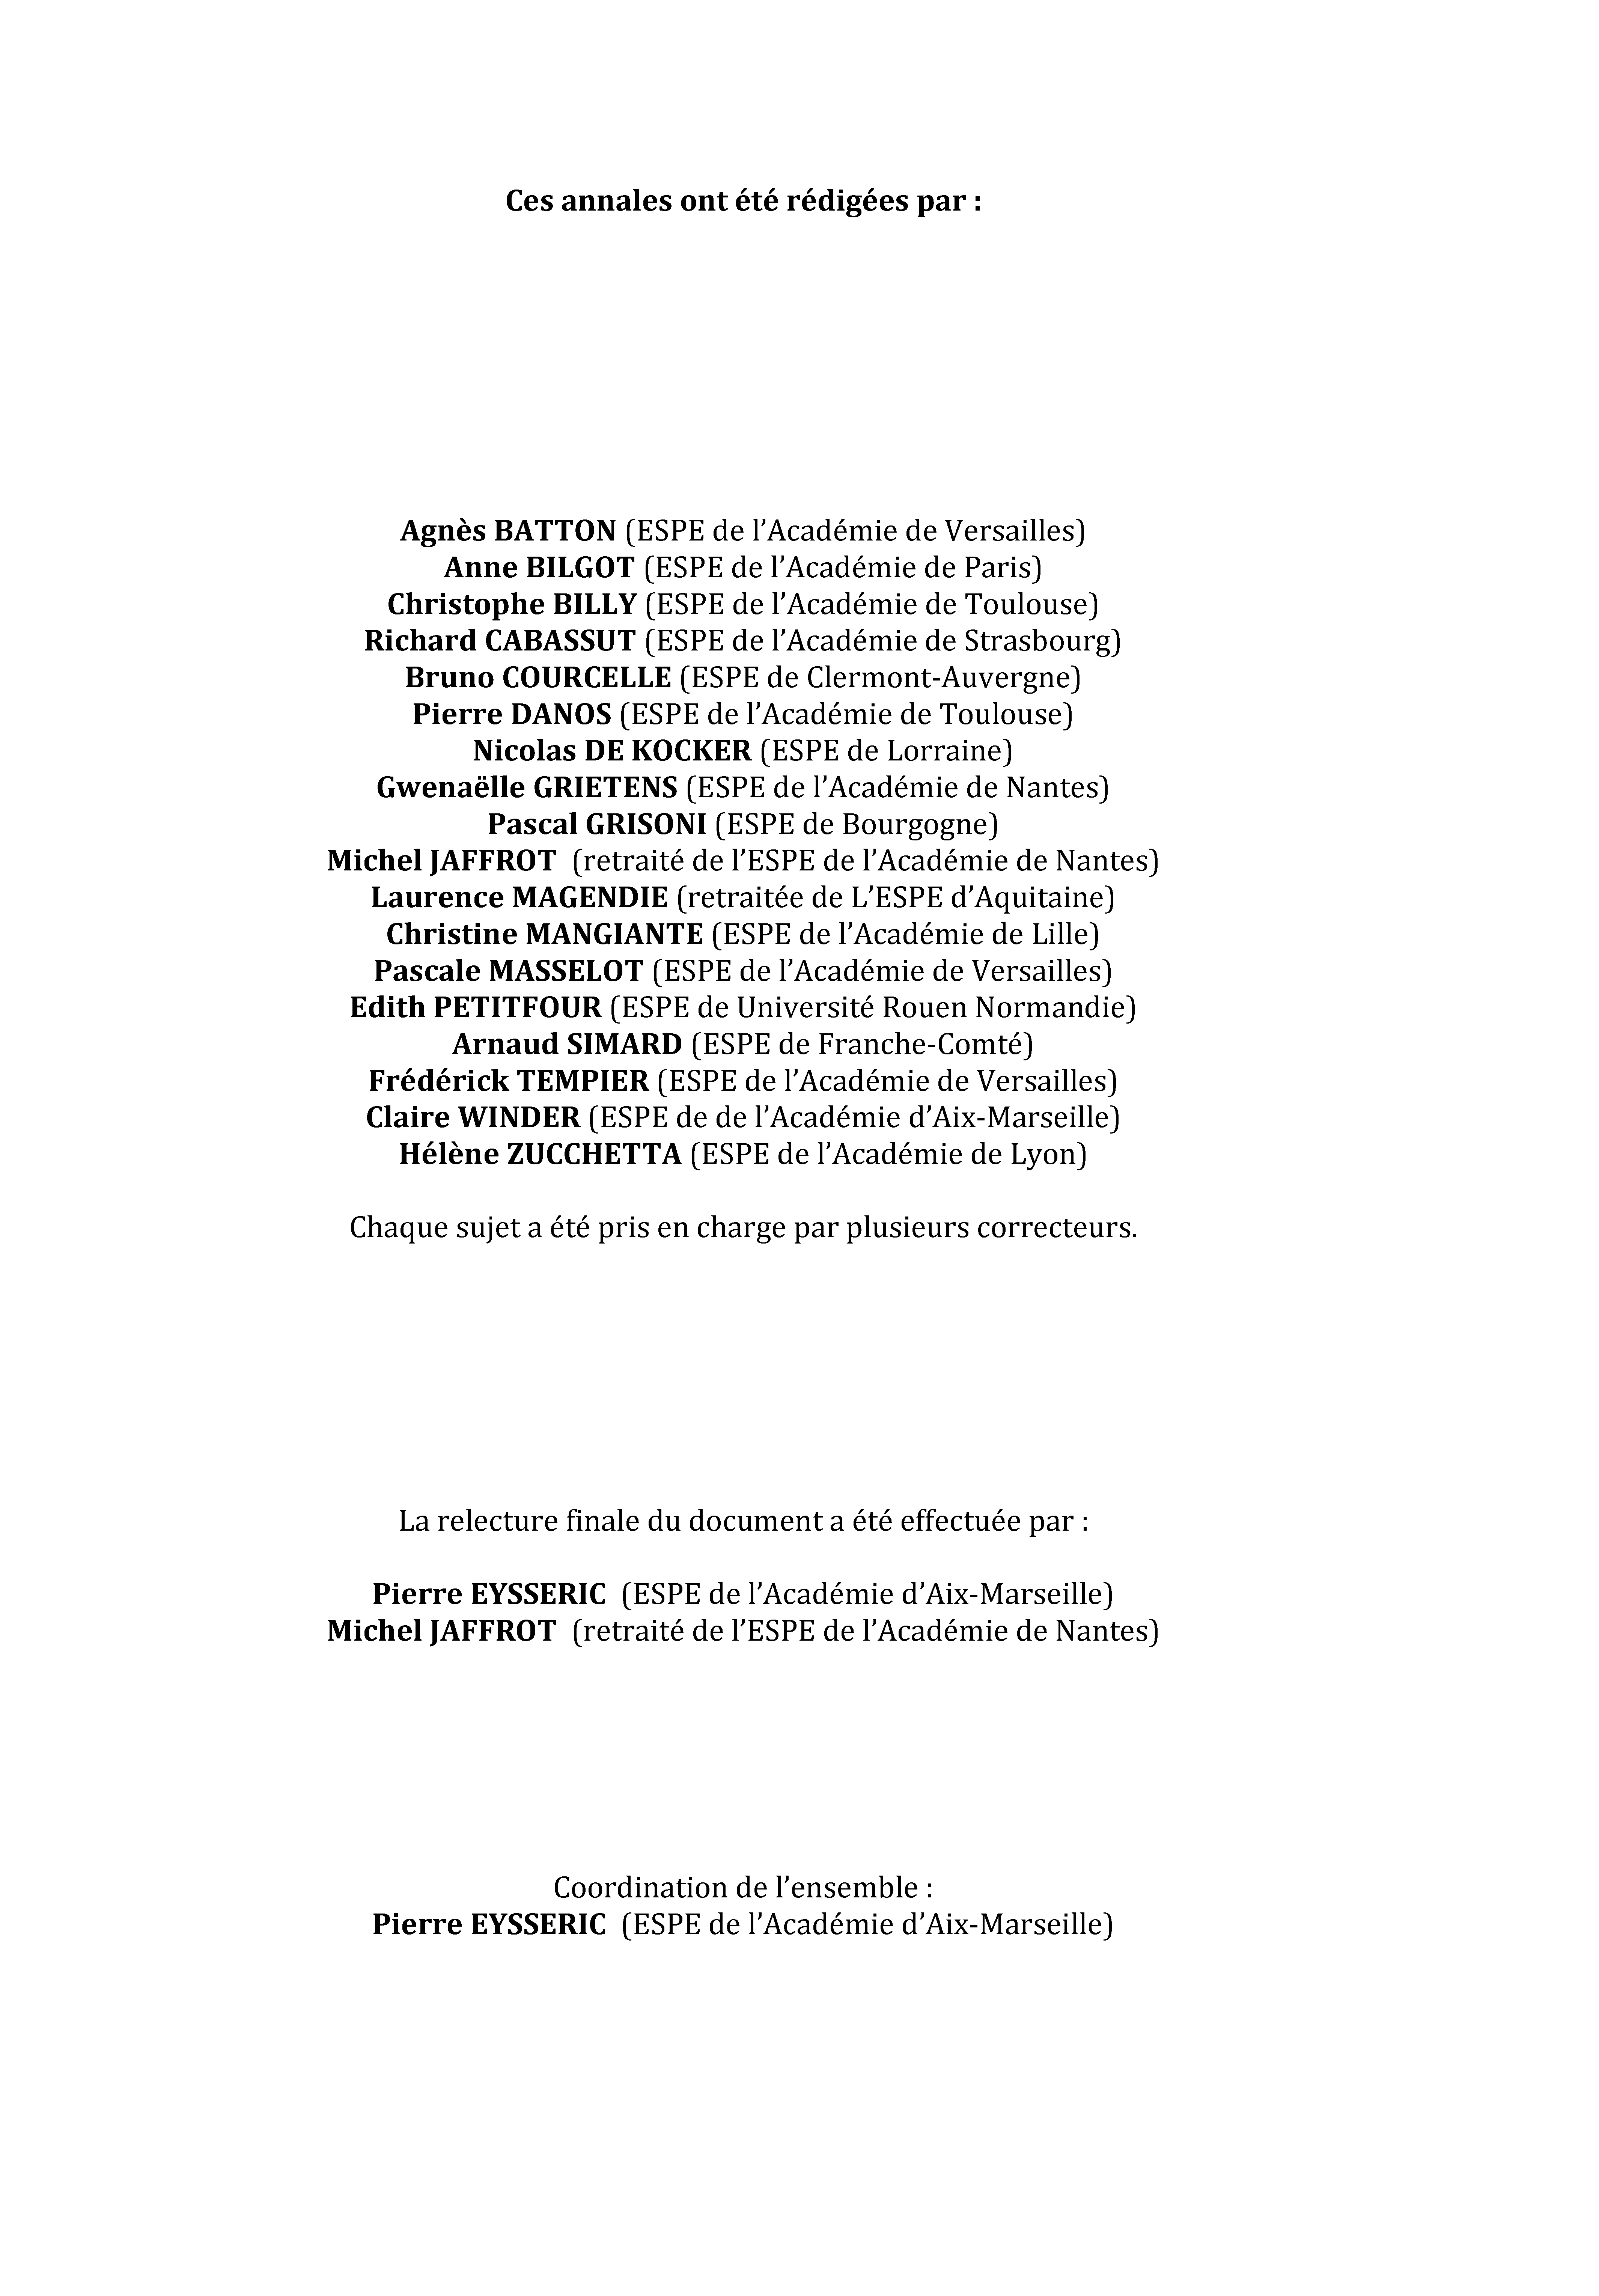 Ces annales ont été rédigées par :
Agnès BATTON (ESPE de l’Académie de Versailles)
Anne BILGOT (ESPE de l’Académie de Paris)
Christophe BILLY (ESPE de l’Académie de Toulouse)
Richard CABASSUT (ESPE de l’Académie de Strasbourg)
Bruno COURCELLE (ESPE de Clermont-Auvergne)
Pierre DANOS (ESPE de l’Académie de Toulouse)
Nicolas DE KOCKER (ESPE de Lorraine)
Gwenaëlle GRIETENS (ESPE de l’Académie de Nantes)
Pascal GRISONI (ESPE de Bourgogne)
Michel JAFFROT (retraité de l’ESPE de l’Académie de Nantes)
Laurence MAGENDIE (retraitée de L’ESPE d’Aquitaine)
Christine MANGIANTE (ESPE de l’Académie de Lille)
Pascale MASSELOT (ESPE de l’Académie de Versailles)
Edith PETITFOUR (ESPE de Université Rouen Normandie)
Arnaud SIMARD (ESPE de Franche-Comté)
Frédérick TEMPIER (ESPE de l’Académie de Versailles)
Claire WINDER (ESPE de de l’Académie d’Aix-Marseille)
Hélène ZUCCHETTA (ESPE de l’Académie de Lyon)
Chaque sujet a été pris en charge par plusieurs correcteurs.
La relecture finale du document a été effectuée par :
Pierre EYSSERIC (ESPE de l’Académie d’Aix-Marseille)
Michel JAFFROT (retraité de l’ESPE de l’Académie de Nantes)
Coordination de l’ensemble :
Pierre EYSSERIC (ESPE de l’Académie d’Aix-Marseille)